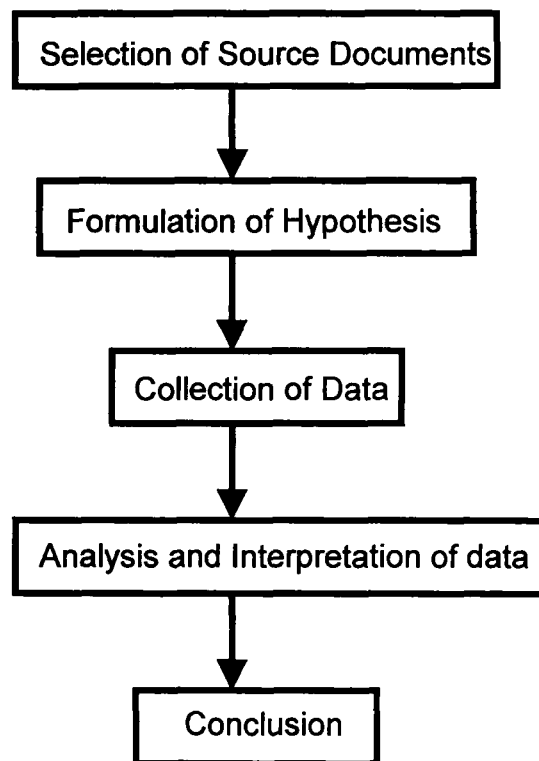 Selection of Source Documents
Formulation of Hypothesis
Collection of Data
Analysis and Interpretation of data
Conclusion